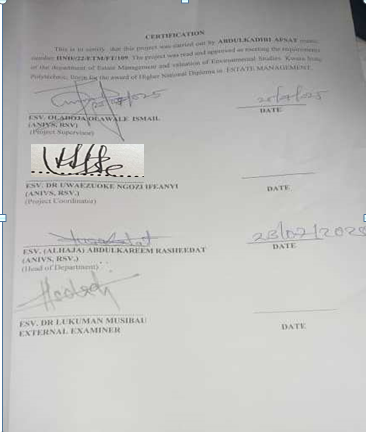 CERTIFICATION
This is to certify that this project was carried out by ABDULKADIRI AFSAT matric
number HND/22/ETM/FT/109. The project was read and approved as meeting the requirements
of the department of Estate Management and valuation of Environmental Studies Kwara State
Polytechnic, Ilorin for the award of Higher National Diploma in ESTATE MANAGEMENT.
ESV. OLADOJA OLAWALE ISMAIL
DATE
(ANIVS, RSV)
(Project Supervisor)
ESV. DR UWAEZUOKE NGOZI IFEANYI
DATE
(ANIVS, RSV.)
(Project Coordinator)
23/07/2025
ESV. (ALHAJA) ABDULKAREEM RASHEEDAT
DATE
(ANIVS, RSV.)
(Head of Department)
ESV. DR LUKUMAN MUSIBAU
DATE
EXTERNAL EXAMINER